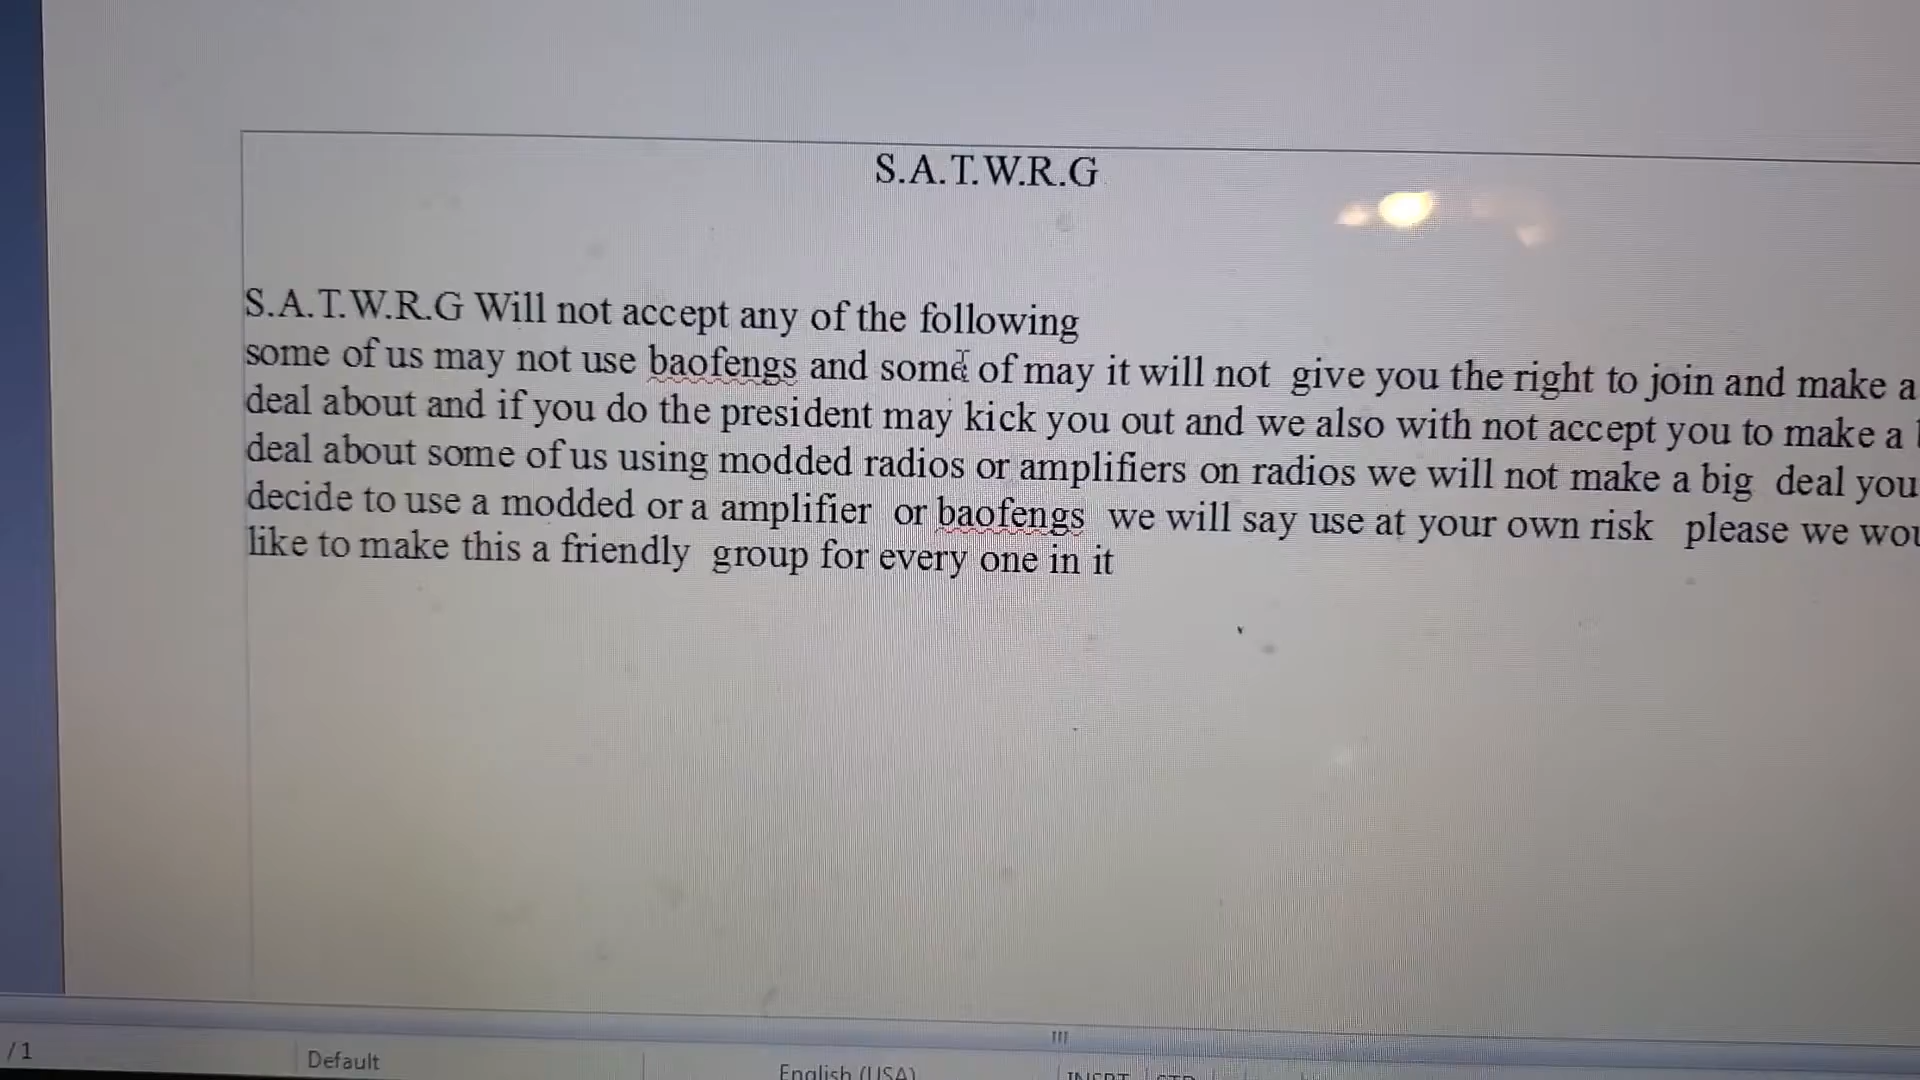 S.A.T.W.R.G
S.A.T.W.R.G Will not accept any of the following
some of us may not use baofengs and some of may it will not give you the right to join and make a
deal about and if you do the president may kick you out and we also with not accept you to make a
deal about some of us using modded radios or amplifiers on radios we will not make a big deal you
decide to use a modded or a amplifier or baofengs we will say use at your own risk please we
like to make this a friendly group for every one in it
/ 1
Default
English (USA)